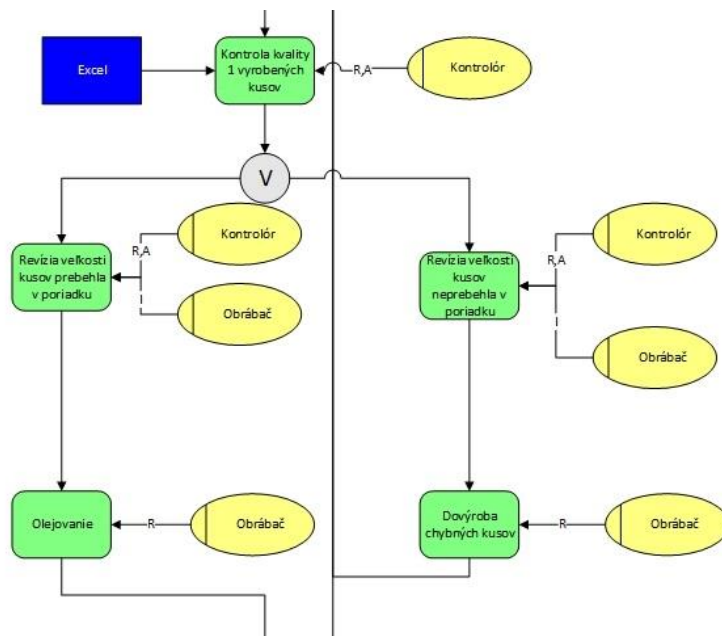 Excel
Kontrola kvality
1 vyrobených
kusov
R,A
Kontrolór
V
Revízia veľkosti
kusov prebehla
v poriadku
R,A
Kontrolór
I
Obrábač
Revízia veľkosti
kusov
neprebehla v
poriadku
R,A
Kontrolór
I
Obrábač
Olejovanie
R
Obrábač
Dovýroba
chybných kusov
R
Obrábač